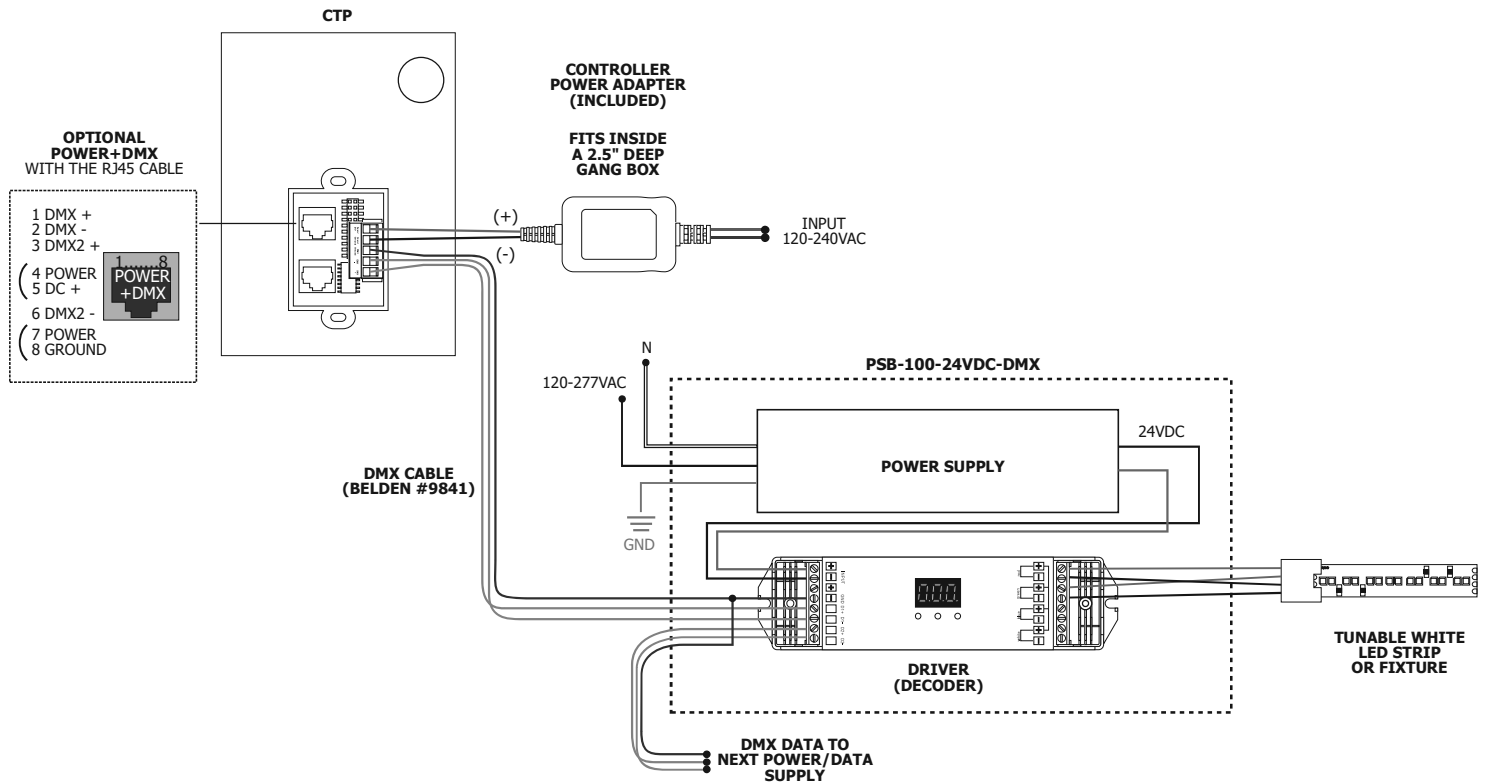 CTP
CONTROLLER
POWER ADAPTER
(INCLUDED)
FITS INSIDE
A 2.5" DEEP
GANG BOX
OPTIONAL
POWER+DMX
WITH THE RJ45 CABLE
1 DMX +
2 DMX -
3 DMX2 +
4 POWER
5 DC +
6 DMX2 -
7 POWER
8 GROUND
1 8
POWER
+DMX
(+)
(-)
INPUT
120-240VAC
N
120-277VAC
PSB-100-24VDC-DMX
24VDC
POWER SUPPLY
DMX CABLE
(BELDEN #9841)
GND
DRIVER
(DECODER)
TUNABLE WHITE
LED STRIP
OR FIXTURE
DMX DATA TO
NEXT POWER/DATA
SUPPLY